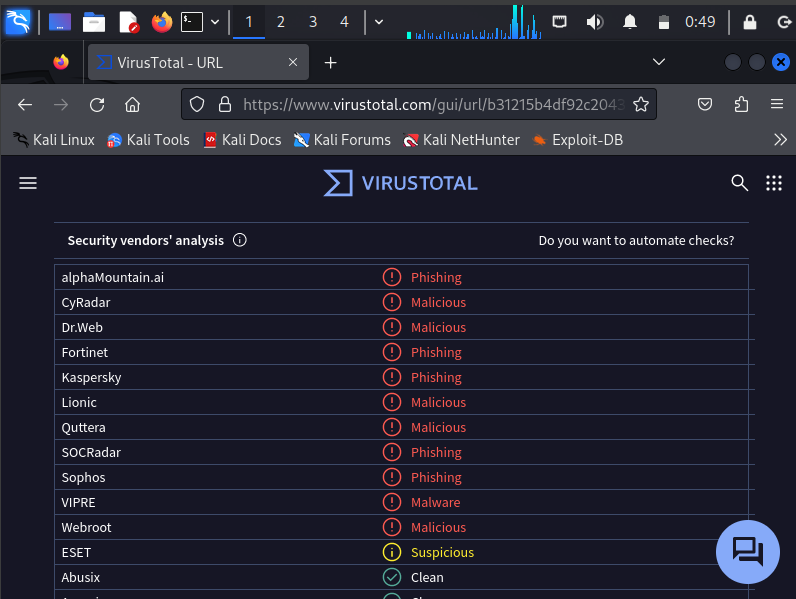 1 2 3 4 0:49
VirusTotal - URL
https://www.virustotal.com/gui/url/b31215b4df92c2043
Kali Linux Kali Tools Kali Docs Kali Forums Kali NetHunter Exploit-DB
VIRUSTOTAL
Security vendors' analysis Do you want to automate checks?
alphaMountain.ai Phishing
CyRadar Malicious
Dr.Web Malicious
Fortinet Phishing
Kaspersky Phishing
Lionic Malicious
Quttera Malicious
SOCRadar Phishing
Sophos Phishing
VIPRE Malware
Webroot Malicious
ESET Suspicious
Abusix Clean